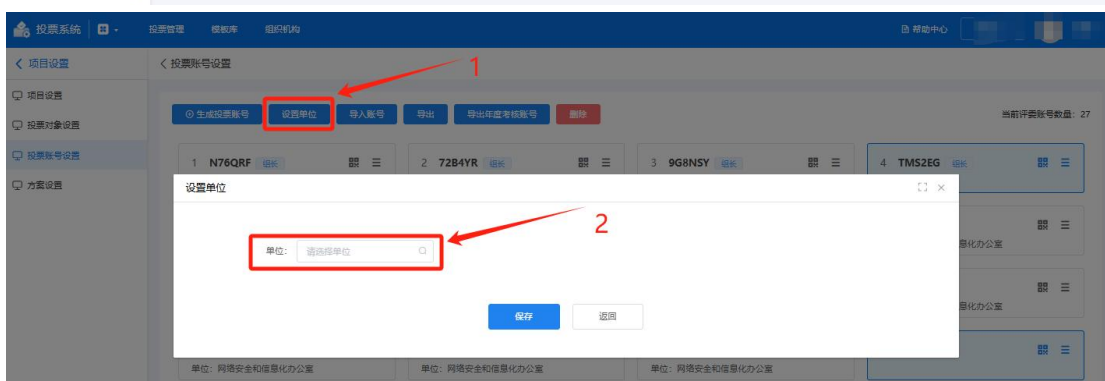 投票系统 投票管理 模板库 组织机构 帮助中心
项目设置 投票账号设置
1
项目设置
投票对象设置
投票账号设置
方案设置
生成投票账号 设置单位 导入账号 导出 导出年度考核账号 删除 当前评委账号数量: 27
1 N76QRF 组长 2 72B4YR 组长 3 9G8NSY 组长 4 TMS2EG 组长
设置单位
2
单位: 请选择单位
息化办公室
保存 返回
息化办公室
单位: 网络安全和信息化办公室 单位: 网络安全和信息化办公室 单位: 网络安全和信息化办公室